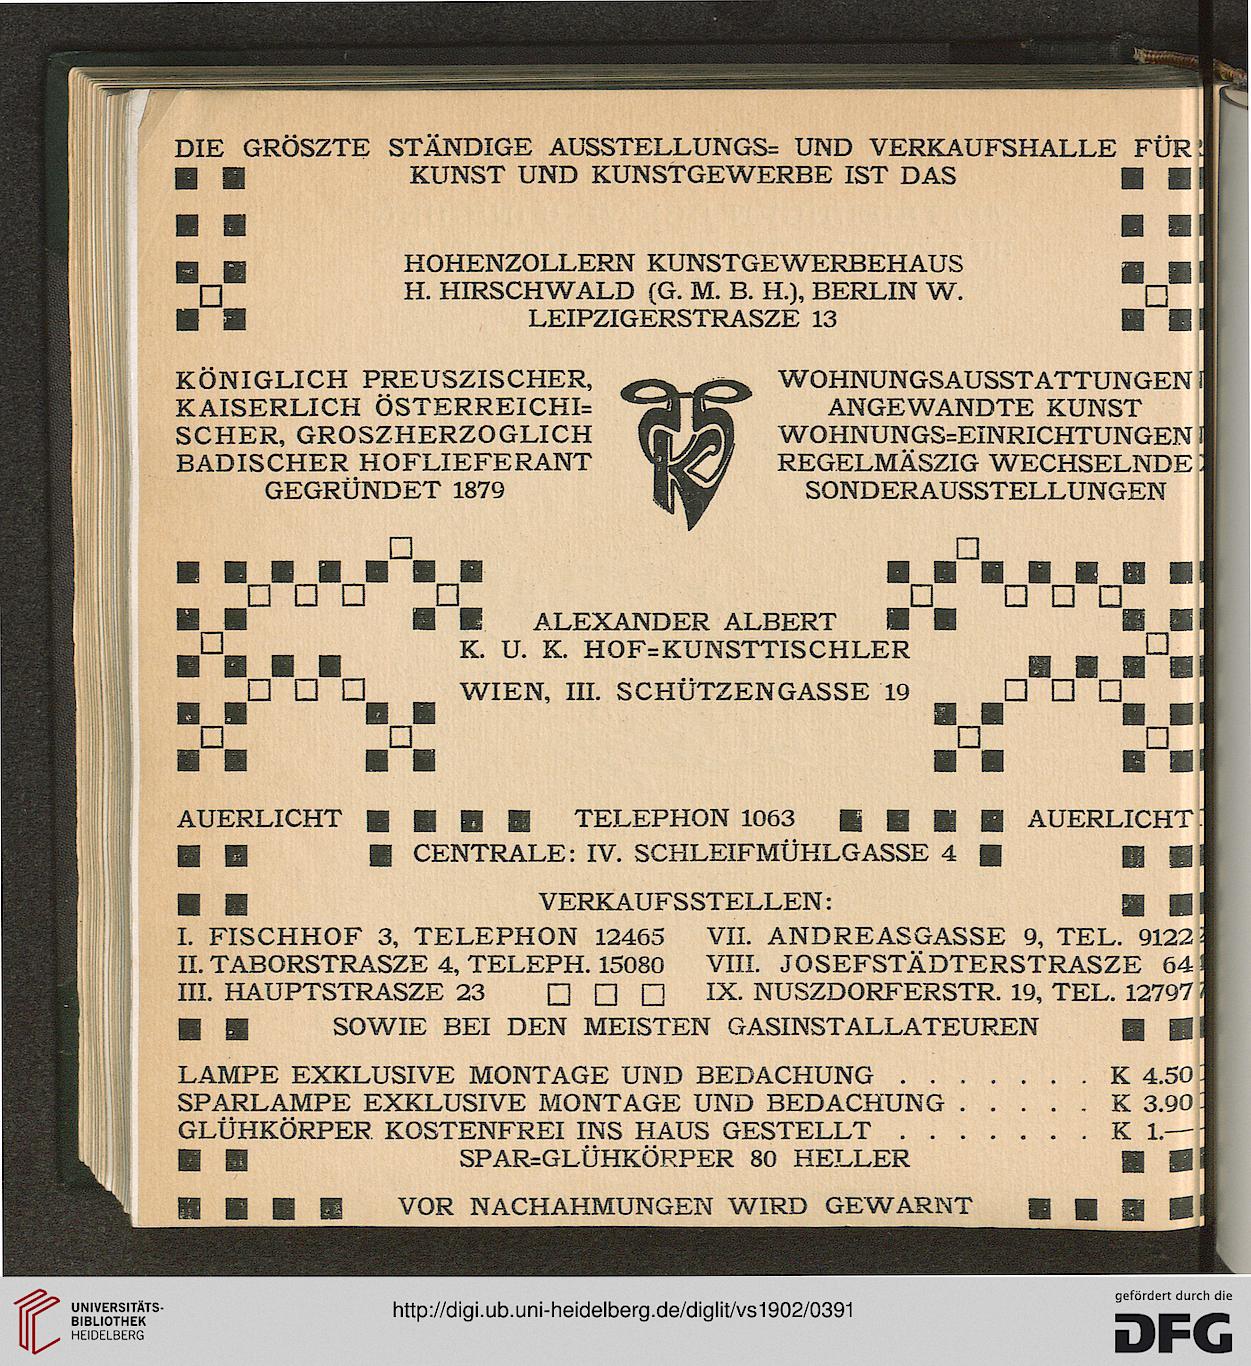 DIE GRÖSZTE STÄNDIGE AUSSTELLUNGS= UND VERKAUFSHALLE FÜR
KUNST UND KUNSTGEWERBE IST DAS
HOHENZOLLERN KUNSTGEWERBEHAUS
H. HIRSCHWALD (G. M. B. H.), BERLIN W.
LEIPZIGERSTRASZE 13
KÖNIGLICH PREUSZISCHER,
KAISERLICH ÖSTERREICHI=
SCHER, GROSZHERZOGLICH
BADISCHER HOFLIEFERANT
GEGRÜNDET 1879
WOHNUNGSAUSSTATTUNGEN
ANGEWANDTE KUNST
WOHNUNGS=EINRICHTUNGEN
REGELMÄSZIG WECHSELNDE
SONDERAUSSTELLUNGEN
ALEXANDER ALBERT
K. U. K. HOF=KUNSTTISCHLER
WIEN, III. SCHÜTZENGASSE 19
AUERLICHT TELEPHON 1063 AUERLICHT
CENTRALE: IV. SCHLEIFMÜHLGASSE 4
VERKAUFSSTELLEN:
I. FISCHHOF 3, TELEPHON 12465
II. TABORSTRASZE 4, TELEPH. 15080
III. HAUPTSTRASZE 23
VII. ANDREASGASSE 9, TEL. 9122
VIII. JOSEFSTÄDTERSTRASZE 64
IX. NUSZDORFERSTR. 19, TEL. 12797
SOWIE BEI DEN MEISTEN GASINSTALLATEUREN
LAMPE EXKLUSIVE MONTAGE UND BEDACHUNG . . . . . . . K 4.50
SPARLAMPE EXKLUSIVE MONTAGE UND BEDACHUNG . . . . . K 3.90
GLÜHKÖRPER KOSTENFREI INS HAUS GESTELLT . . . . . . . K 1.—
SPAR=GLÜHKÖRPER 80 HELLER
VOR NACHAHMUNGEN WIRD GEWARNT
UNIVERSITÄTS-
BIBLIOTHEK
HEIDELBERG
http://digi.ub.uni-heidelberg.de/diglit/vs1902/0391
gefördert durch die
DFG